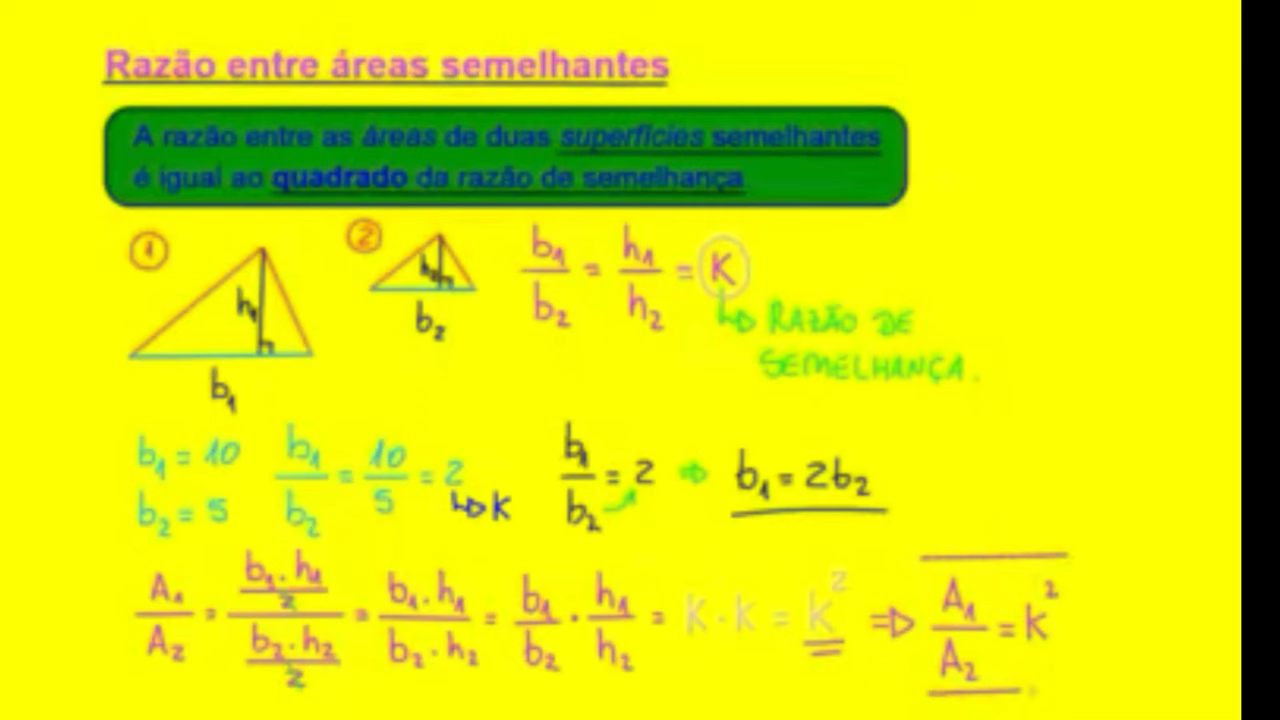 Razão entre áreas semelhantes
A razão entre as áreas de duas superfícies semelhantes
é igual ao quadrado da razão de semelhança
1
h1
b1
2
h2
b2
b1/b2 = h1/h2 = K
↳ RAZÃO DE
SEMELHANÇA.
b1 = 10
b2 = 5
b1/b2 = 10/5 = 2
↳ K
b1/b2 = 2 ⇒ b1 = 2b2
A1/A2 = (b1.h1/2)/(b2.h2/2) = b1.h1/b2.h2 = b1/b2 . h1/h2 = K.K = K² ⇒ A1/A2 = K²